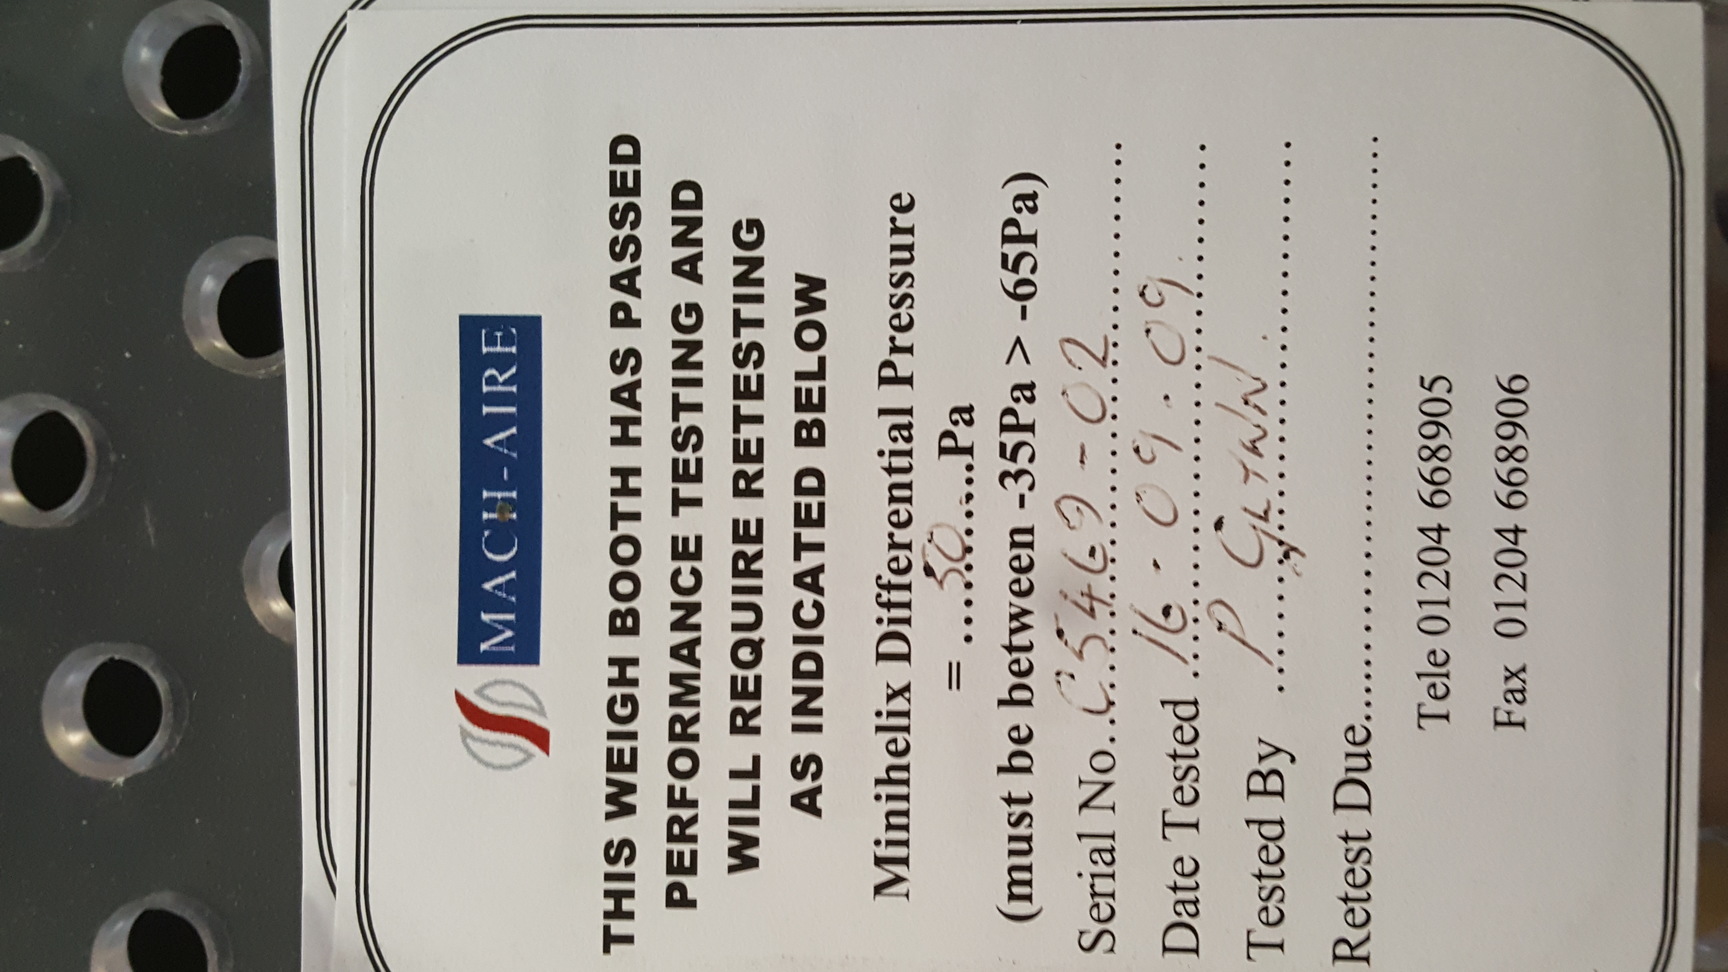 MACH-AIRE
THIS WEIGH BOOTH HAS PASSED
PERFORMANCE TESTING AND
WILL REQUIRE RETESTING
AS INDICATED BELOW
Minihelix Differential Pressure
= ....50......Pa
(must be between -35Pa > -65Pa)
Serial No...C5469-02..................
Date Tested ...16.09.09..................
Tested By ....P GLYNN..................
Retest Due..................................................
Tele 01204 668905
Fax 01204 668906